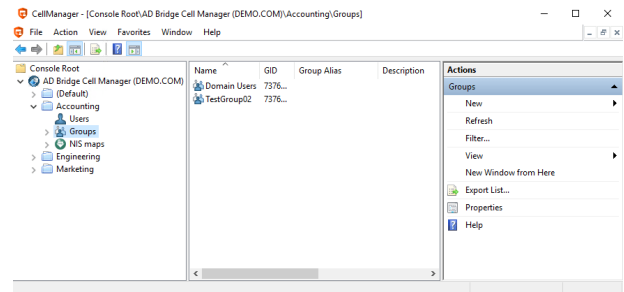 CellManager - [Console Root\AD Bridge Cell Manager (DEMO.COM)\Accounting\Groups]
File Action View Favorites Window Help
Console Root
AD Bridge Cell Manager (DEMO.COM)
(Default)
Accounting
Users
Groups
NIS maps
Engineering
Marketing
Name GID Group Alias Description
Domain Users 7376...
TestGroup02 7376...
Actions
Groups
New
Refresh
Filter...
View
New Window from Here
Export List...
Properties
Help